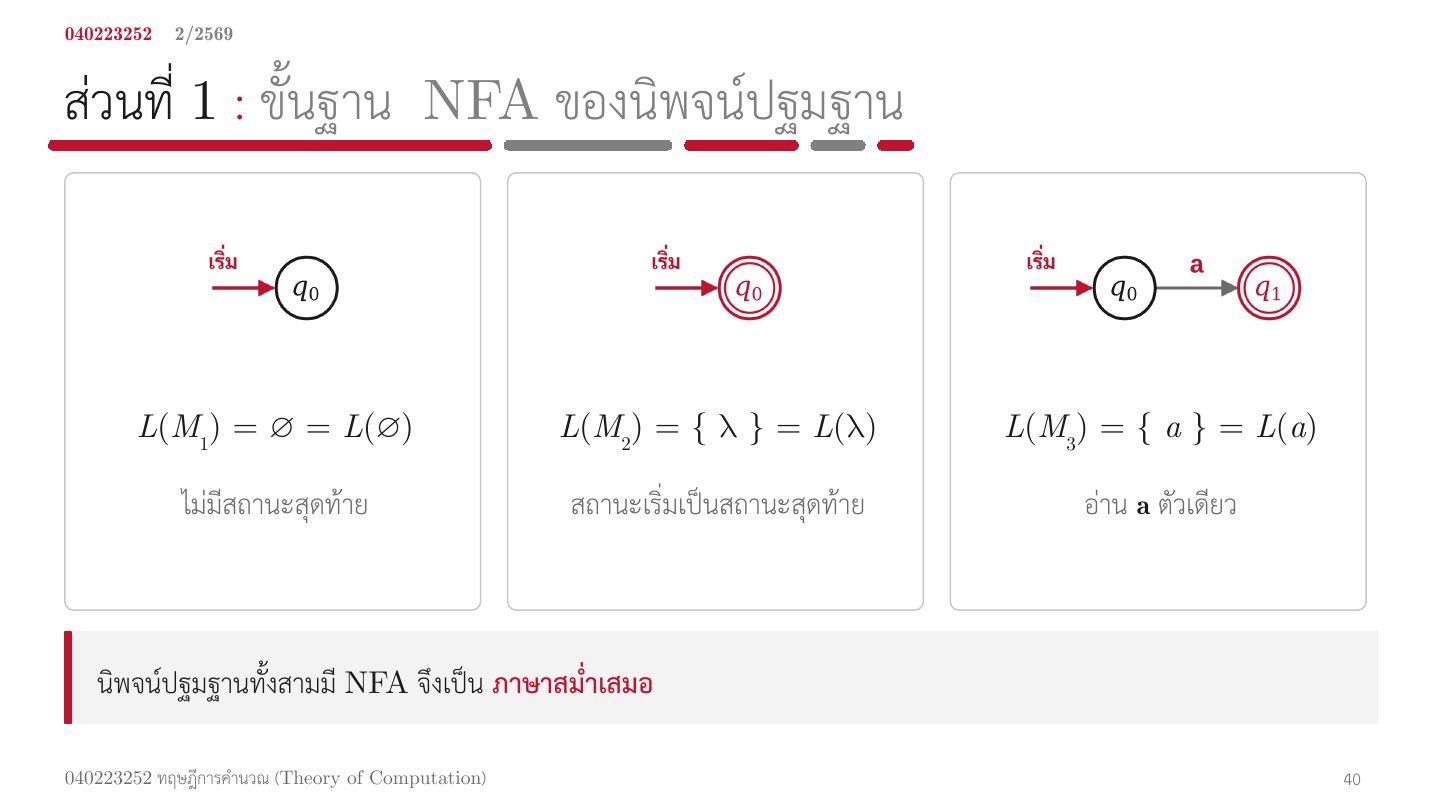 040223252 2/2569
ส่วนที่ 1 : ขั้นฐาน NFA ของนิพจน์ปฐมฐาน
เริ่ม
q0
L(M1) = ∅ = L(∅)
ไม่มีสถานะสุดท้าย
เริ่ม
q0
L(M2) = { λ } = L(λ)
สถานะเริ่มเป็นสถานะสุดท้าย
เริ่ม
q0
a
q1
L(M3) = { a } = L(a)
อ่าน a ตัวเดียว
นิพจน์ปฐมฐานทั้งสามมี NFA จึงเป็น ภาษาสม่ำเสมอ
040223252 ทฤษฎีการคำนวณ (Theory of Computation)
40